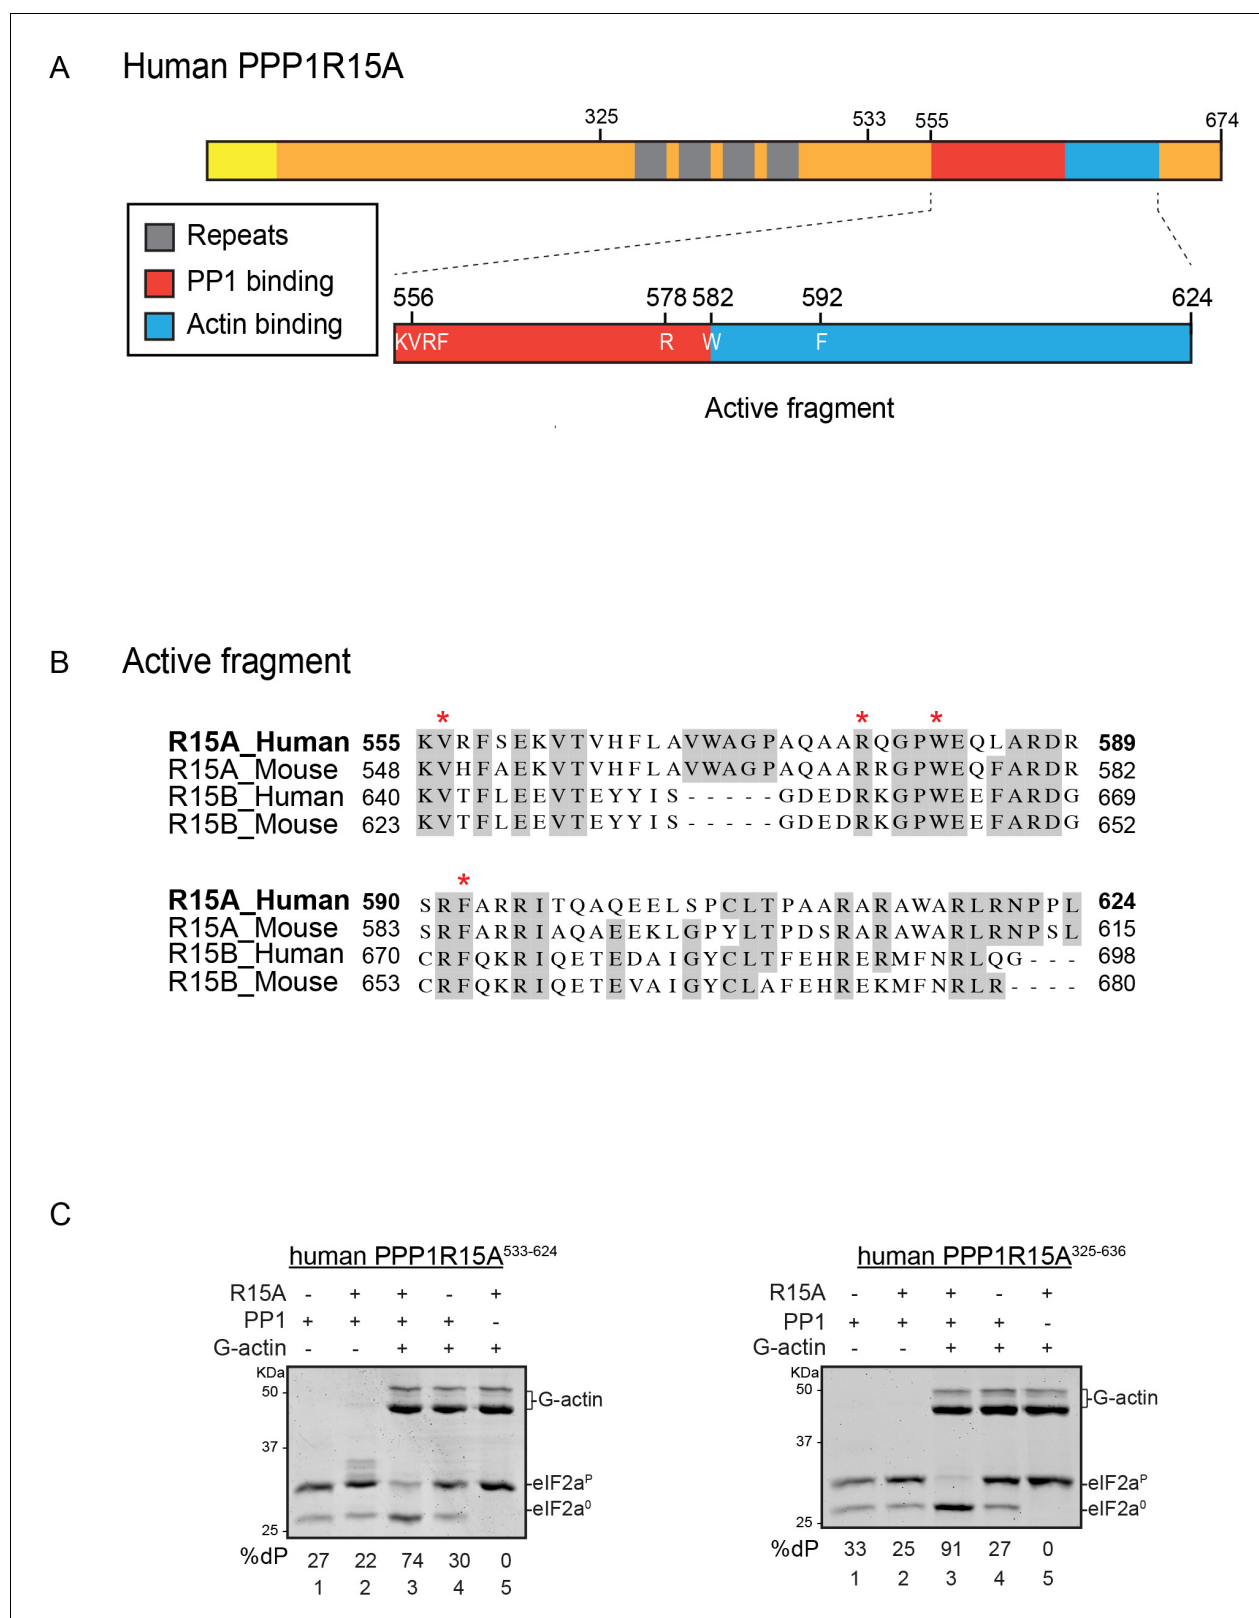 A Human PPP1R15A
325 533 555 674
Repeats
PP1 binding
Actin binding
556 578 582 592 624
KVRF R W F
Active fragment
B Active fragment
* * *
R15A_Human 555 KVRFSEKVTVHFLAVWAGPAQAARQGPWEQLARDR 589
R15A_Mouse 548 KVHFAEKVTVHFLAVWAGPAQAARRGPWEQFARDR 582
R15B_Human 640 KVTFLEEVTEYYIS-----GDEDRKGPWEEFARDG 669
R15B_Mouse 623 KVTFLEEVTEYYIS-----GDEDRKGPWEEFARDG 652
*
R15A_Human 590 SRFARRITQAQEELSPCLTPAARARAWARLRNPPL 624
R15A_Mouse 583 SRFARRIAQAEEKLGPYLTPDSRARAWARLRNPSL 615
R15B_Human 670 CRFQKRIQETEDAIGYCLTFEHRERMFNRLQG--- 698
R15B_Mouse 653 CRFQKRIQETEVAIGYCLAFEHREKMFNRLR---- 680
C
human PPP1R15A533-624
R15A - + + - +
PP1 + + + + -
G-actin - - + + +
KDa
50
G-actin
37
eIF2aP
eIF2a0
25
%dP 27 22 74 30 0
1 2 3 4 5
human PPP1R15A325-636
R15A - + + - +
PP1 + + + + -
G-actin - - + + +
KDa
50
G-actin
37
eIF2aP
eIF2a0
25
%dP 33 25 91 27 0
1 2 3 4 5